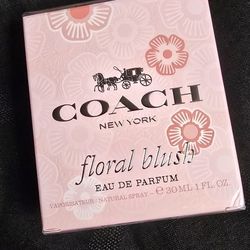 COACH
NEW YORK
floral blush
EAU DE PARFUM
VAPORISATEUR / NATURAL SPRAY – ℮ 30 ML 1 FL. OZ.